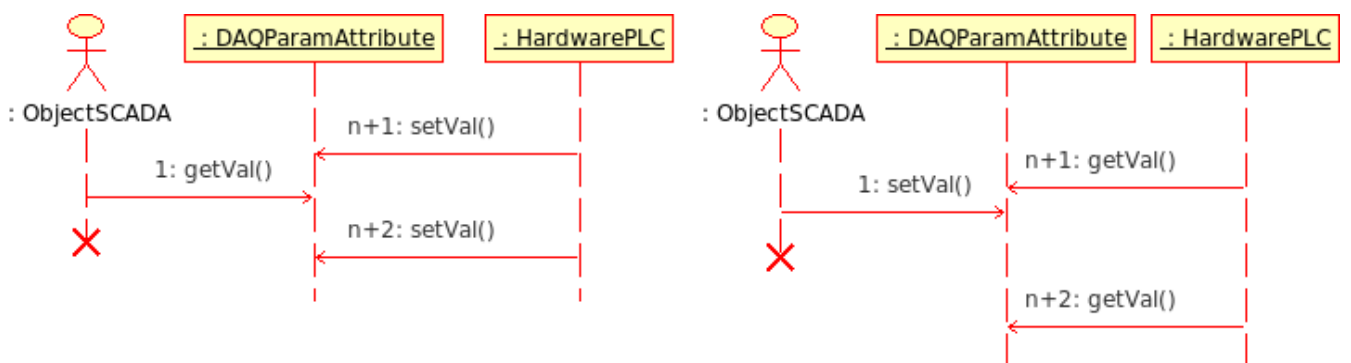 : DAQParamAttribute
: HardwarePLC
: ObjectSCADA
n+1: setVal()
1: getVal()
n+2: setVal()
: DAQParamAttribute
: HardwarePLC
: ObjectSCADA
n+1: getVal()
1: setVal()
n+2: getVal()